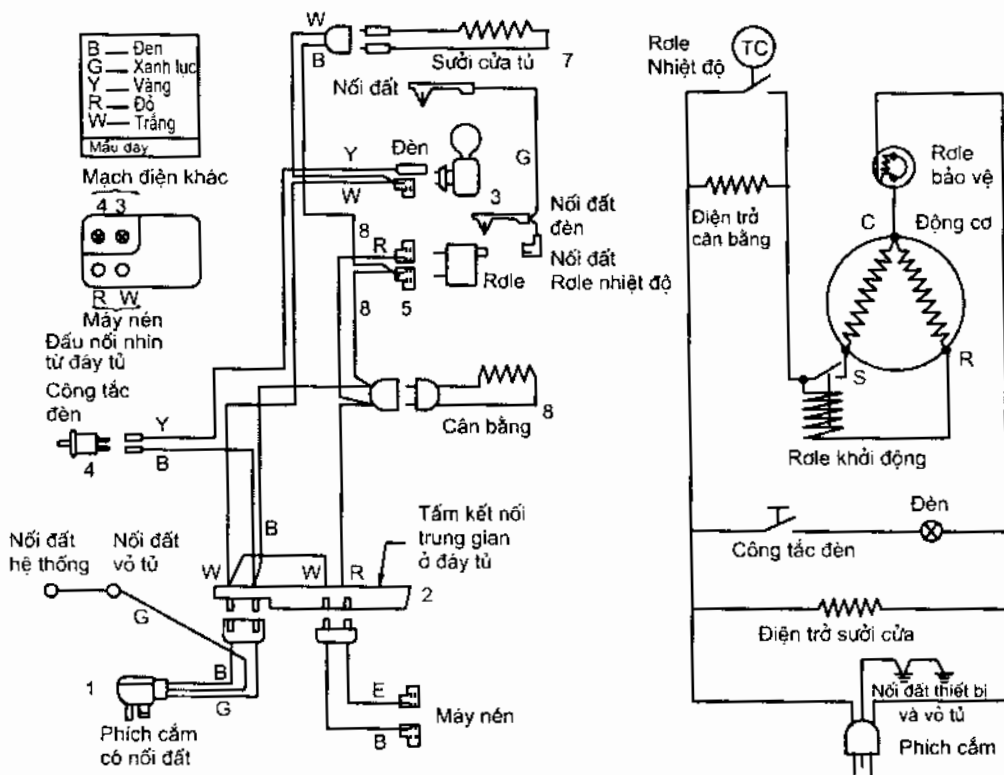 B — Đen
G — Xanh lục
Y — Vàng
R — Đỏ
W — Trắng
Mẩu dây
Mạch điện khác
4 3
R W
Máy nén
Đấu nối nhìn
từ đáy tủ
Công tắc
đèn
4
Y
B
W
B
Sưởi cửa tủ
7
Nối đất
Y
Đèn
W
3
G
Nối đất
đèn
Nối đất
Rơle nhiệt độ
8
R
Rơle
8
5
Cân bằng
8
B
Tấm kết nối
trung gian
ở đáy tủ
W
W
R
2
Nối đất
hệ thống
Nối đất
vỏ tủ
G
1
B
G
Phích cắm
có nối đất
E
B
Máy nén
Rơle
Nhiệt độ
TC
Rơle
bảo vệ
Điện trở
cân bằng
C
Động cơ
S
R
Rơle khởi động
Công tắc đèn
Đèn
Điện trở sưởi cửa
Nối đất thiết bị
và vỏ tủ
Phích cắm